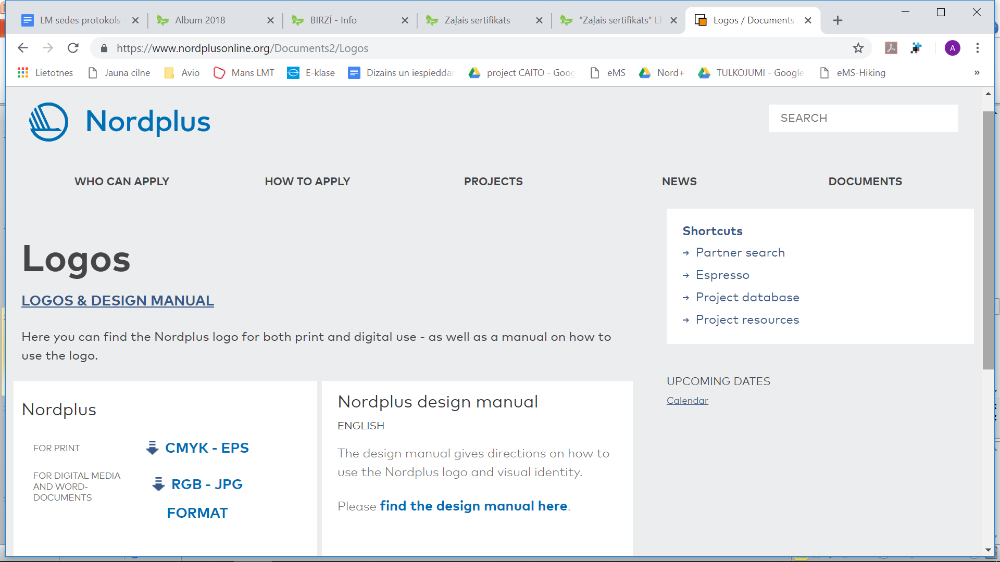 LM sēdes protokols
Album 2018
BIRZĪ - Info
Zaļais sertifikāts
"Zaļais sertifikāts" LT
Logos / Documents
https://www.nordplusonline.org/Documents2/Logos
A
Lietotnes
Jauna cilne
Avio
Mans LMT
E-klase
Dizains un iespieddar
project CAITO - Goog
eMS
Nord+
TULKOJUMI - Google
eMS-Hiking
»
Nordplus
SEARCH
WHO CAN APPLY
HOW TO APPLY
PROJECTS
NEWS
DOCUMENTS
Logos
LOGOS & DESIGN MANUAL
Here you can find the Nordplus logo for both print and digital use - as well as a manual on how to
use the logo.
Nordplus
FOR PRINT
CMYK - EPS
FOR DIGITAL MEDIA
AND WORD-
DOCUMENTS
RGB - JPG
FORMAT
Nordplus design manual
ENGLISH
The design manual gives directions on how to
use the Nordplus logo and visual identity.
Please find the design manual here.
Shortcuts
→ Partner search
→ Espresso
→ Project database
→ Project resources
UPCOMING DATES
Calendar